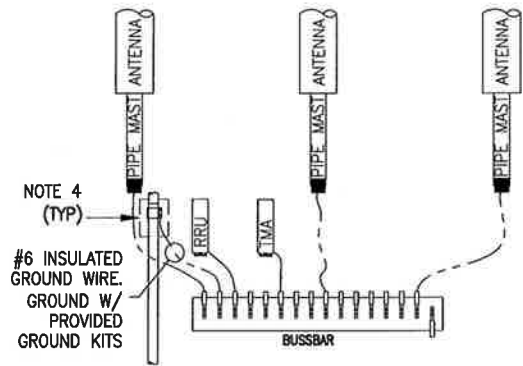 ANTENNA
ANTENNA
ANTENNA
PIPE MAST
PIPE MAST
PIPE MAST
NOTE 4
(TYP)
RRU
TMA
#6 INSULATED
GROUND WIRE.
GROUND W/
PROVIDED
GROUND KITS
BUSSBAR